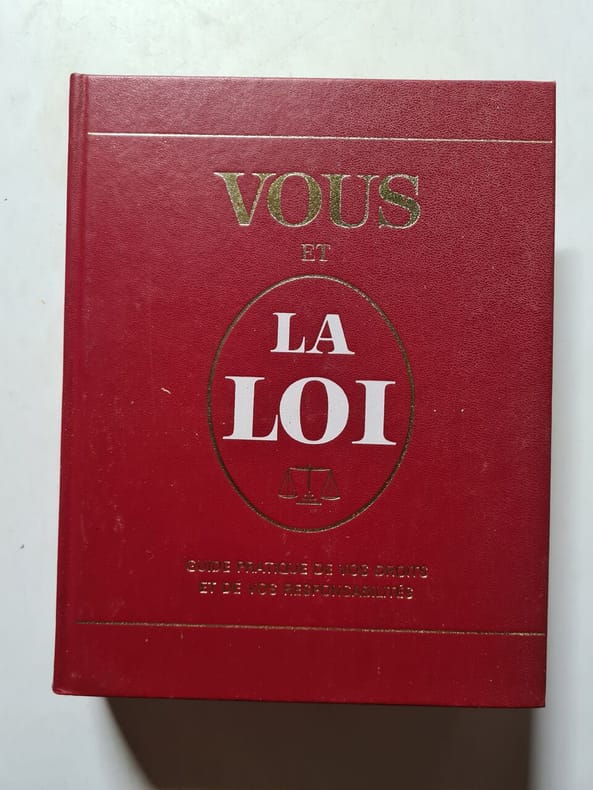 VOUS
ET
LA
LOI
GUIDE PRATIQUE DE VOS DROITS
ET DE VOS RESPONSABILITÉS